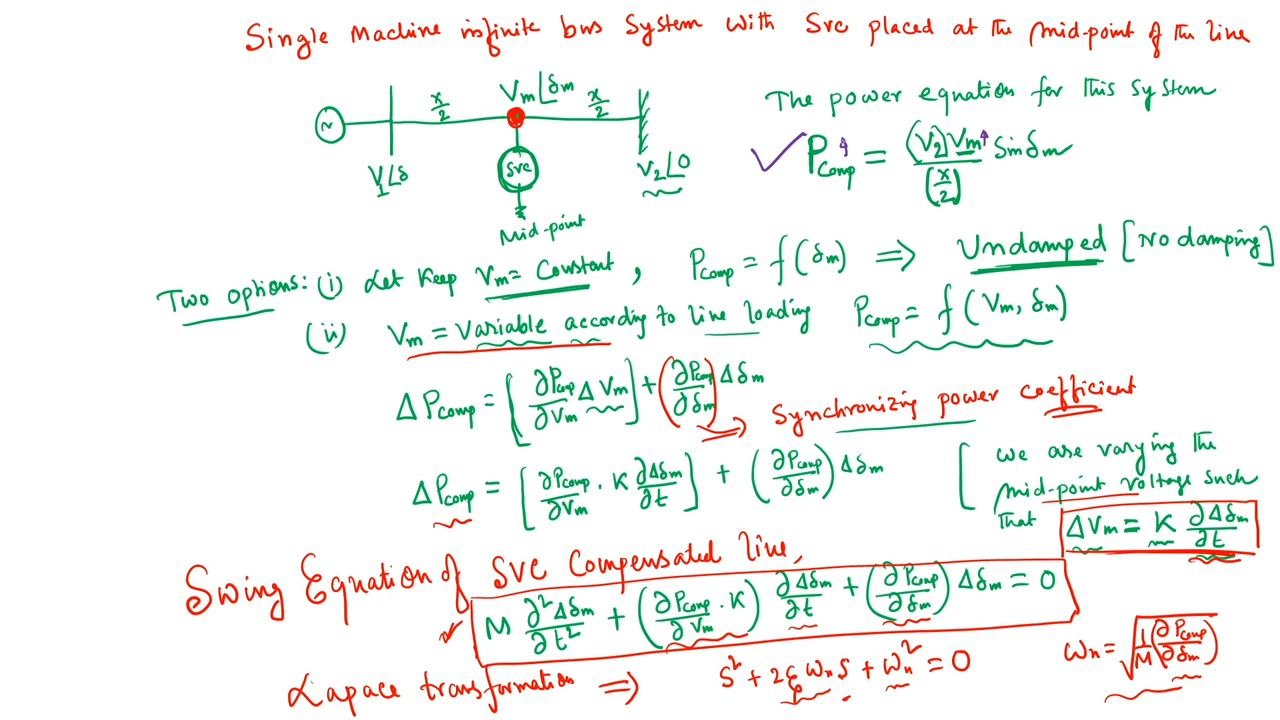 Single Machine infinite bus System with Svc placed at the Mid-point of the line
~ x/2 Vm∠δm x/2
V1∠δ Svc V2∠0
Mid-point
The power equation for this system
✓ Pcomp↑ = (V2) Vm↑ / (x/2) Sin δm
Two options: (i) Let Keep Vm = Constant, Pcomp = f(δm) ⇒ Undamped [No damping]
(ii) Vm = Variable according to line loading Pcomp = f(Vm, δm)
ΔPcomp = [∂Pcomp/∂Vm ΔVm] + (∂Pcomp/∂δm) Δδm
⇒ Synchronizing power coefficient
ΔPcomp = [∂Pcomp/∂Vm · K ∂Δδm/∂t] + (∂Pcomp/∂δm) Δδm
[ we are varying the
mid-point voltage such
that ΔVm = K ∂Δδm/∂t
Swing Equation of SVC Compensated line,
✓ M ∂²Δδm/∂t² + (∂Pcomp/∂Vm · K) ∂Δδm/∂t + (∂Pcomp/∂δm) Δδm = 0
Lapace transformation ⇒ S² + 2ξωnS + ωn² = 0
ωn = √(1/M (∂Pcomp/∂δm))